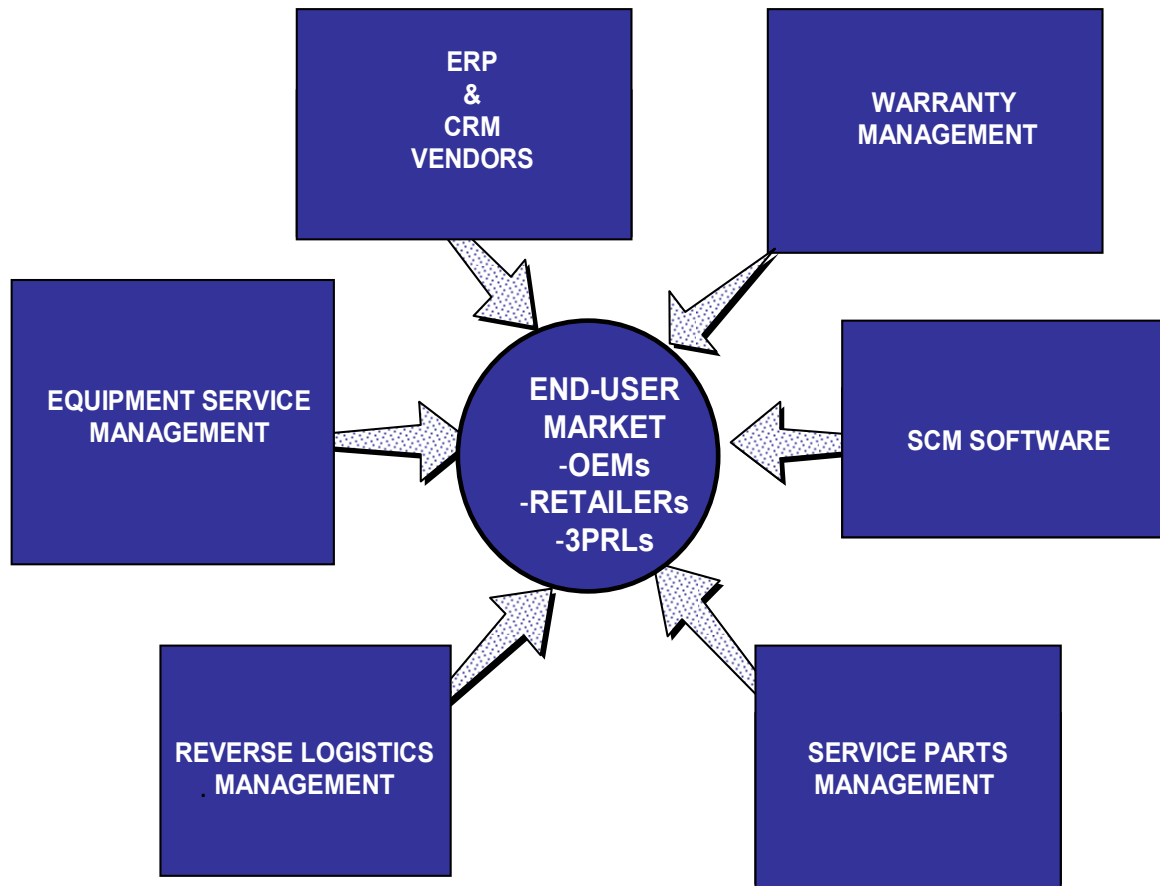 ERP
&
CRM
VENDORS
WARRANTY
MANAGEMENT
EQUIPMENT SERVICE
MANAGEMENT
END-USER
MARKET
-OEMs
-RETAILERs
-3PRLs
SCM SOFTWARE
REVERSE LOGISTICS
MANAGEMENT
.
SERVICE PARTS
MANAGEMENT